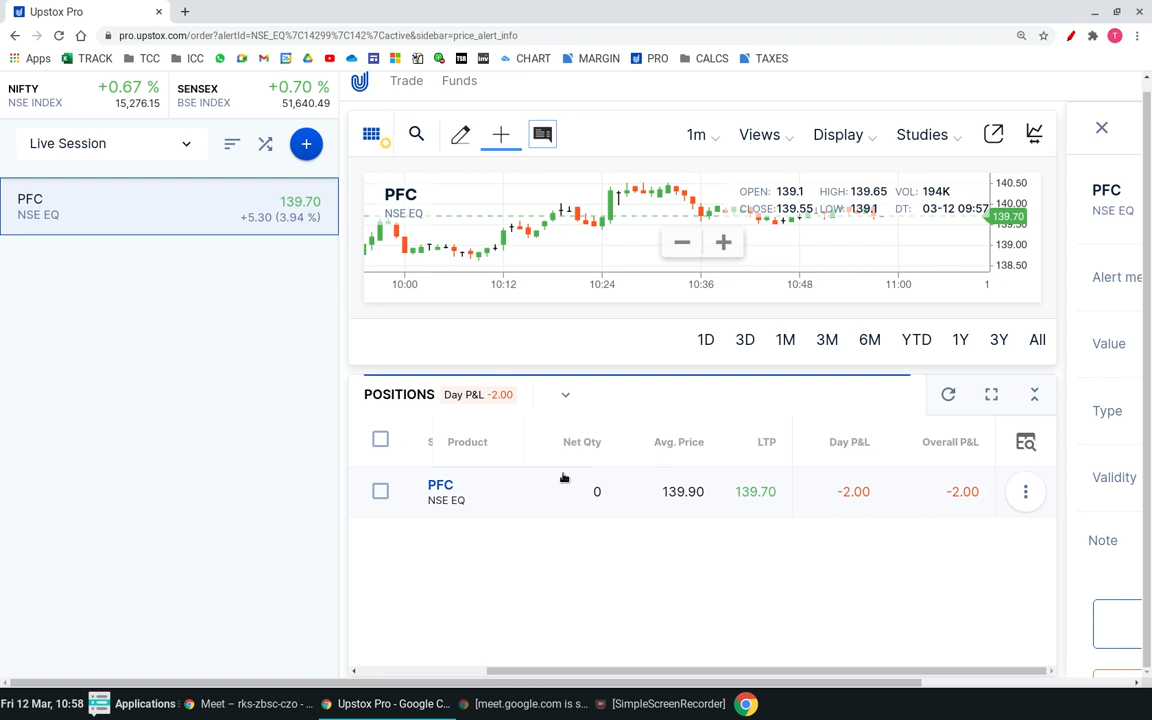 Upstox Pro
pro.upstox.com/order?alertId=NSE_EQ%7C14299%7C142%7Cactive&sidebar=price_alert_info
T
Apps TRACK TCC ICC CHART MARGIN PRO CALCS TAXES
NIFTY +0.67 %
NSE INDEX 15,276.15
SENSEX +0.70 %
BSE INDEX 51,640.49
Trade Funds
Live Session
PFC 139.70
NSE EQ +5.30 (3.94 %)
1m Views Display Studies
PFC
NSE EQ
OPEN: 139.1 HIGH: 139.65 VOL: 194K
CLOSE: 139.55 LOW: 139.1 DT: 03-12 09:57
140.50
140.00
139.70
139.50
139.00
138.50
10:00 10:12 10:24 10:36 10:48 11:00 1
1D 3D 1M 3M 6M YTD 1Y 3Y All
POSITIONS Day P&L -2.00
S Product Net Qty Avg. Price LTP Day P&L Overall P&L
PFC 0 139.90 139.70 -2.00 -2.00
NSE EQ
PFC
NSE EQ
Alert me
Value
Type
Validity
Note
Fri 12 Mar, 10:58 Applications Meet – rks-zbsc-czo - ... Upstox Pro - Google C... [meet.google.com is s... [SimpleScreenRecorder]